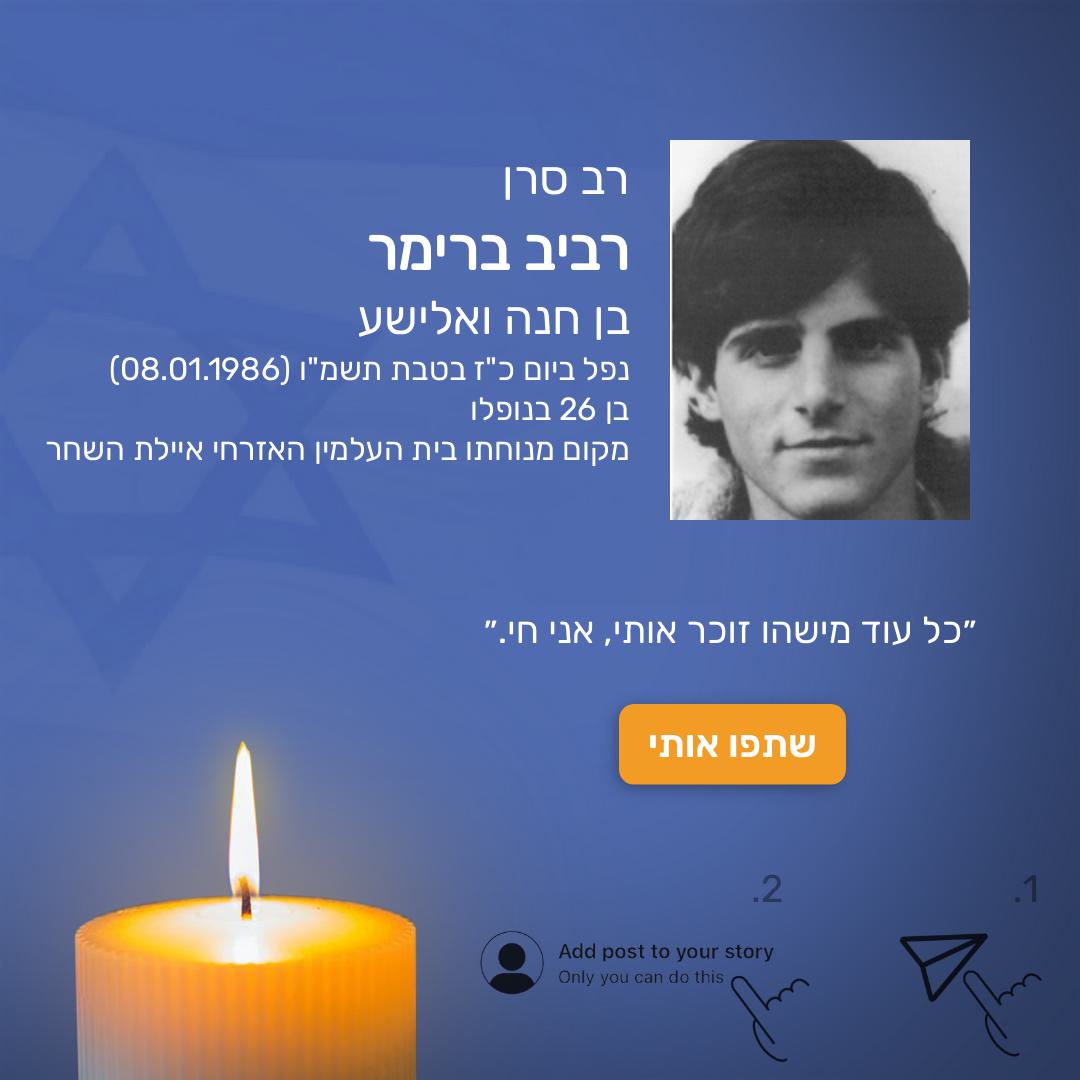 רב סרן
רביב ברימר
בן חנה ואלישע
נפל ביום כ"ז בטבת תשמ"ו (08.01.1986)
בן 26 בנופלו
מקום מנוחתו בית העלמין האזרחי איילת השחר
״כל עוד מישהו זוכר אותי, אני חי.״
שתפו אותי
1.
2.
Add post to your story
Only you can do this